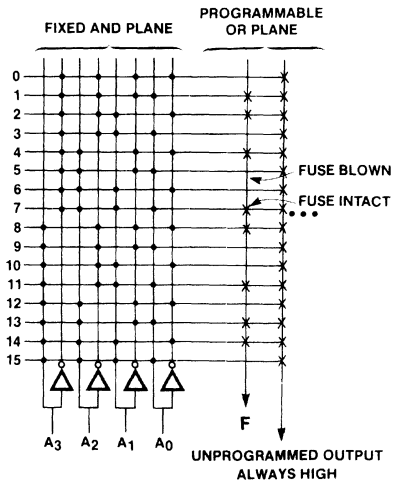 PROGRAMMABLE
FIXED AND PLANE
OR PLANE
0
1
2
3
4
5
6
7
8
9
10
11
12
13
14
15
FUSE BLOWN
FUSE INTACT
A3
A2
A1
A0
F
UNPROGRAMMED OUTPUT
ALWAYS HIGH